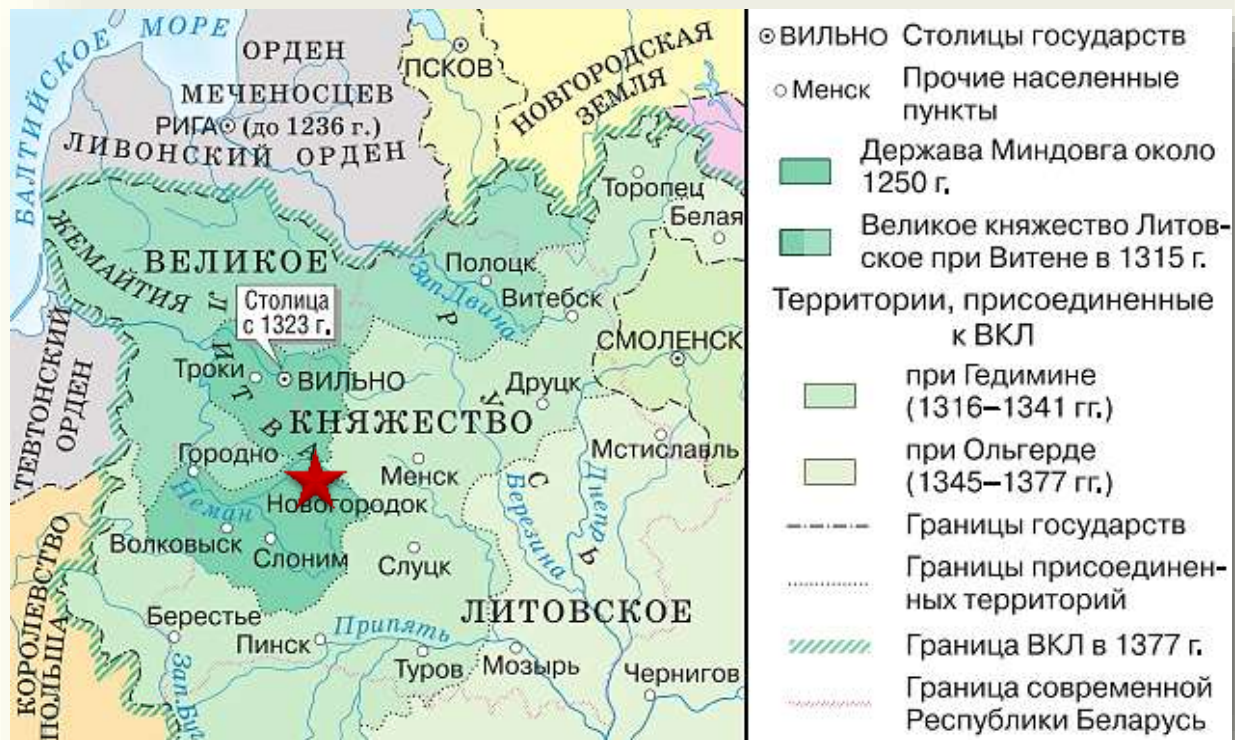 БАЛТИЙСКОЕ МОРЕ
ОРДЕН
МЕЧЕНОСЦЕВ
РИГА (до 1236 г.)
ЛИВОНСКИЙ ОРДЕН
ПСКОВ
НОВГОРОДСКАЯ
ЗЕМЛЯ
Торопец
Белая
ЖЕМАЙТИЯ
ВЕЛИКОЕ
Полоцк
Зап. Двина
Витебск
Столица
с 1323 г.
ЛИТВА
РУСЬ
СМОЛЕНСК
Троки
ВИЛЬНО
Друцк
КНЯЖЕСТВО
ТЕВТОНСКИЙ
ОРДЕН
Городно
Менск
Мстиславль
Неман
Новогородок
Березина
Днепр
Волковыск
Слоним
Слуцк
КОРОЛЕВСТВО
ПОЛЬША
Берестье
ЛИТОВСКОЕ
Пинск
Припять
Туров
Мозырь
Чернигов
Зап. Буг
ВИЛЬНО Столицы государств
Менск Прочие населенные
пункты
Держава Миндовга около
1250 г.
Великое княжество Литов-
ское при Витене в 1315 г.
Территории, присоединенные
к ВКЛ
при Гедимине
(1316–1341 гг.)
при Ольгерде
(1345–1377 гг.)
Границы государств
Границы присоединен-
ных территорий
Граница ВКЛ в 1377 г.
Граница современной
Республики Беларусь